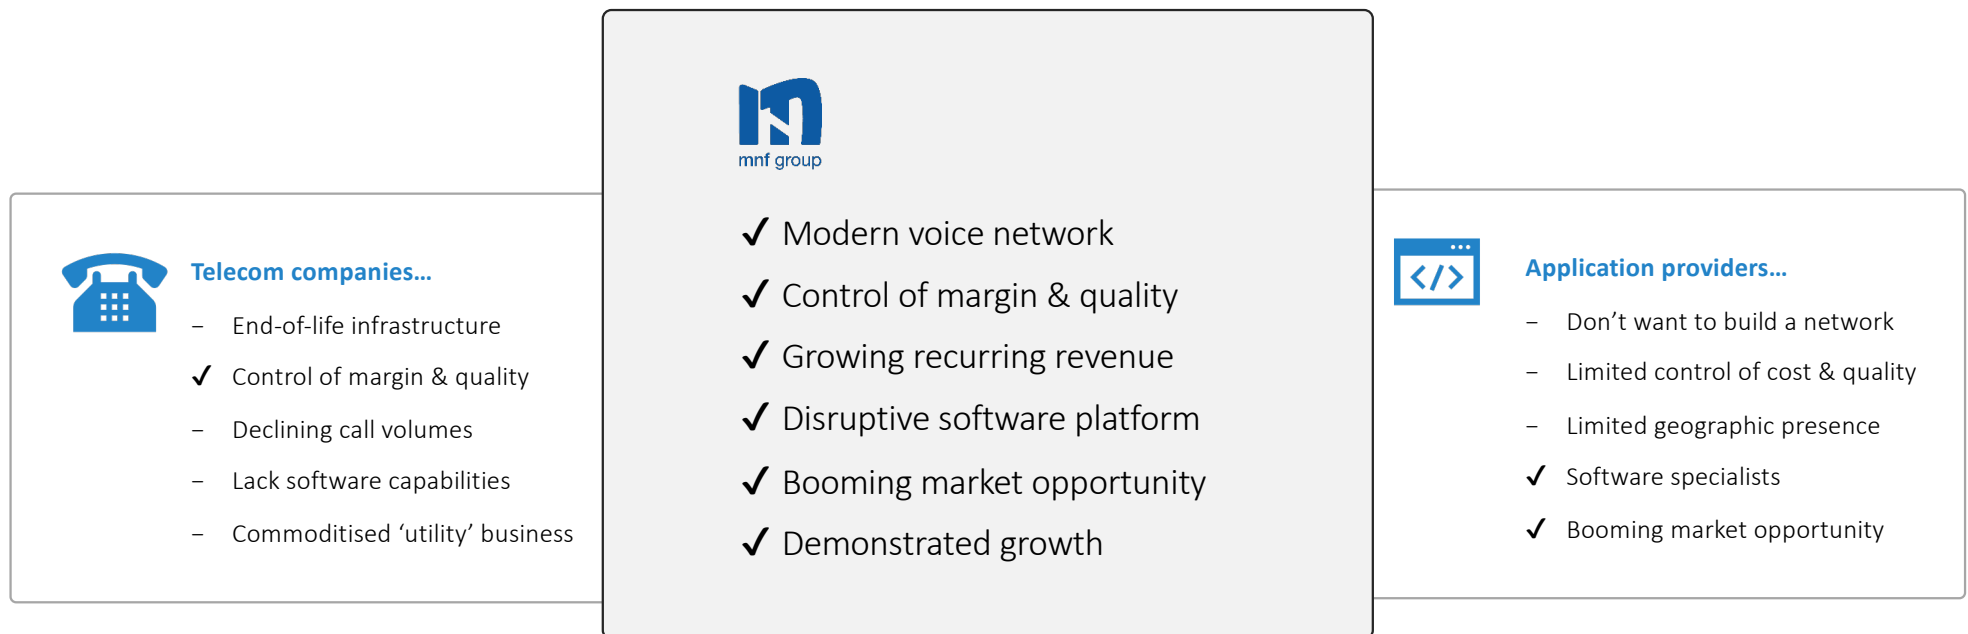 mnf group
✓ Modern voice network
✓ Control of margin & quality
✓ Growing recurring revenue
✓ Disruptive software platform
✓ Booming market opportunity
✓ Demonstrated growth
Telecom companies…
– End-of-life infrastructure
✓ Control of margin & quality
– Declining call volumes
– Lack software capabilities
– Commoditised ‘utility’ business
</>
Application providers…
– Don’t want to build a network
– Limited control of cost & quality
– Limited geographic presence
✓ Software specialists
✓ Booming market opportunity